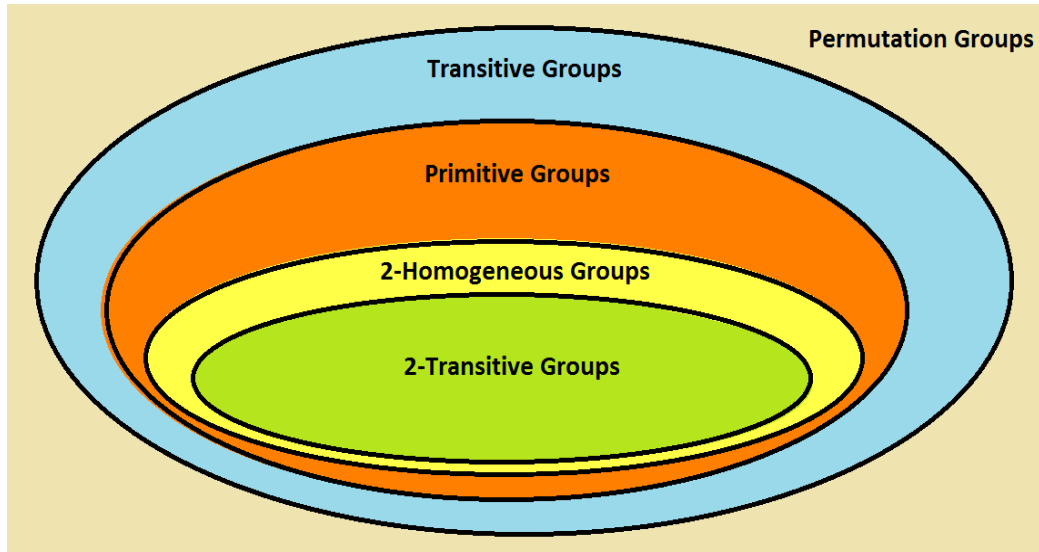 Permutation Groups
Transitive Groups
Primitive Groups
2-Homogeneous Groups
2-Transitive Groups